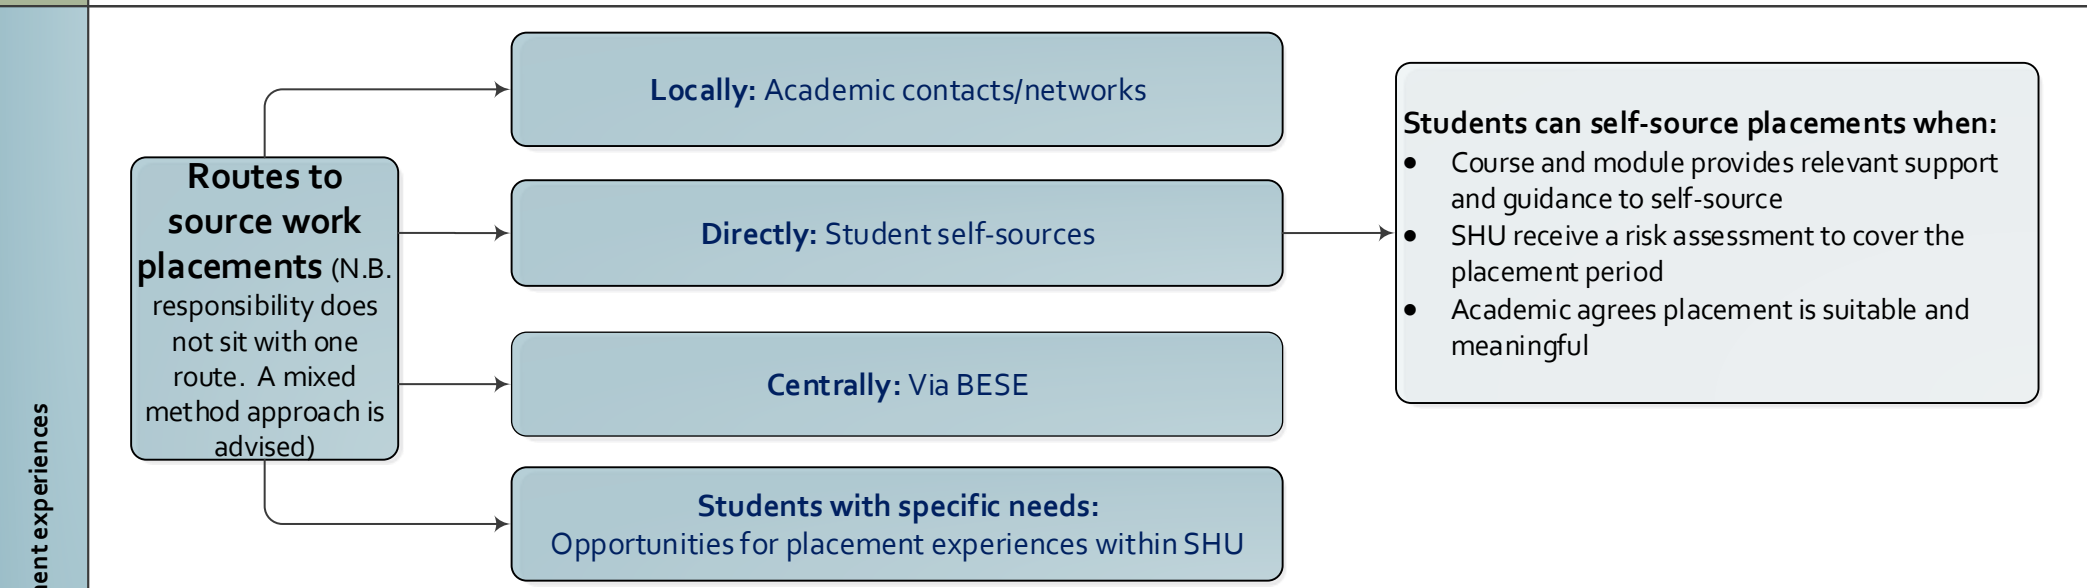 Locally: Academic contacts/networks
Routes to
source work
placements (N.B.
responsibility does
not sit with one
route. A mixed
method approach is
advised)
Directly: Student self-sources
Centrally: Via BESE
Students with specific needs:
Opportunities for placement experiences within SHU
Students can self-source placements when:
• Course and module provides relevant support
and guidance to self-source
• SHU receive a risk assessment to cover the
placement period
• Academic agrees placement is suitable and
meaningful
experiences